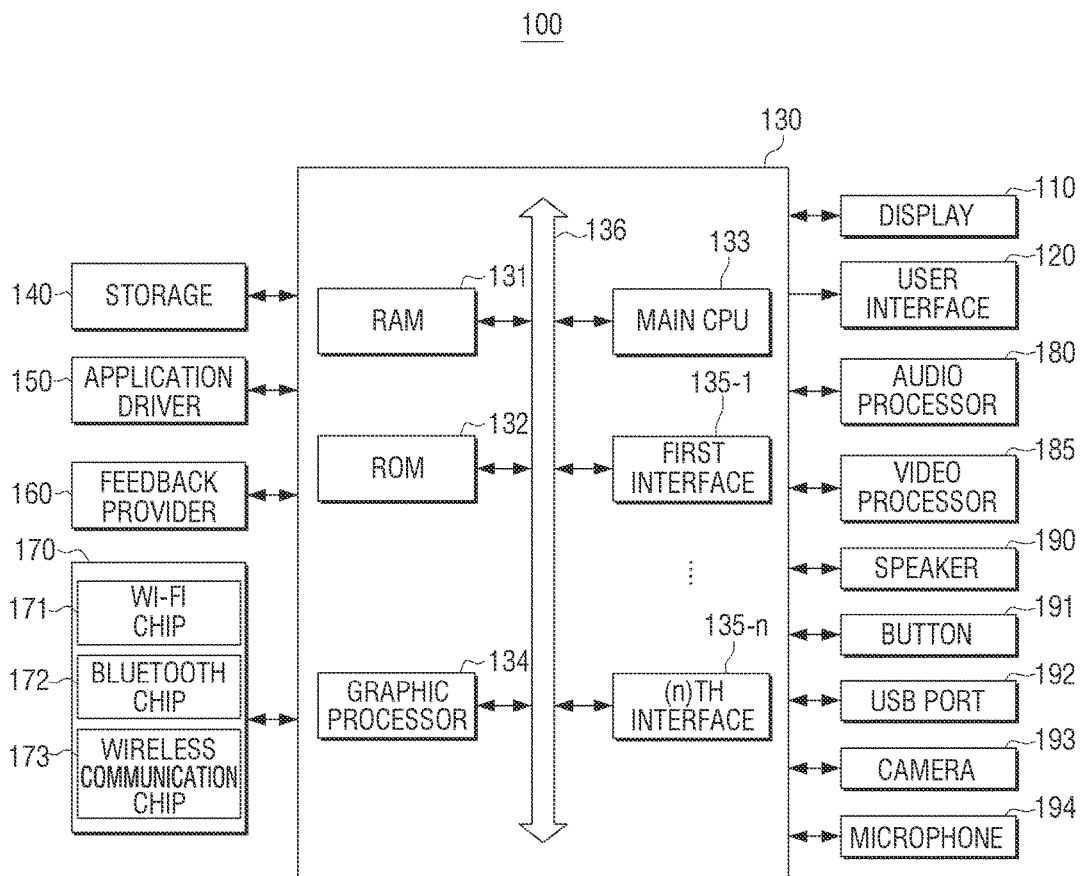 100
130
140
STORAGE
150
APPLICATION
DRIVER
160
FEEDBACK
PROVIDER
170
171
WI-FI
CHIP
172
BLUETOOTH
CHIP
173
WIRELESS
COMMUNICATION
CHIP
131
RAM
132
ROM
134
GRAPHIC
PROCESSOR
136
133
MAIN CPU
135-1
FIRST
INTERFACE
⋮
135-n
(n)TH
INTERFACE
110
DISPLAY
120
USER
INTERFACE
180
AUDIO
PROCESSOR
185
VIDEO
PROCESSOR
190
SPEAKER
191
BUTTON
192
USB PORT
193
CAMERA
194
MICROPHONE